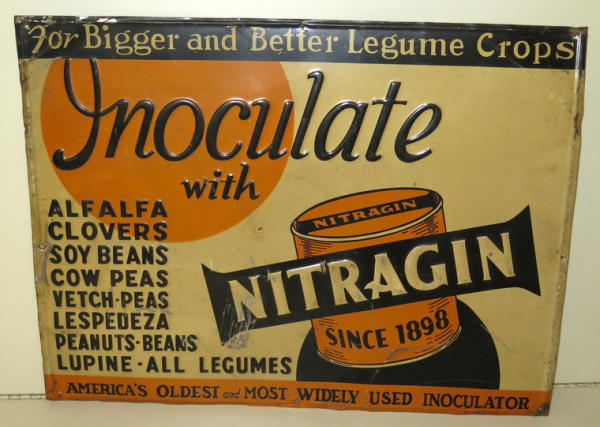 For Bigger and Better Legume Crops
Inoculate
with
ALFALFA
CLOVERS
SOY BEANS
COW PEAS
VETCH·PEAS
LESPEDEZA
PEANUTS·BEANS
LUPINE·ALL LEGUMES
NITRAGIN
NITRAGIN
SINCE 1898
AMERICA'S OLDEST and MOST WIDELY USED INOCULATOR